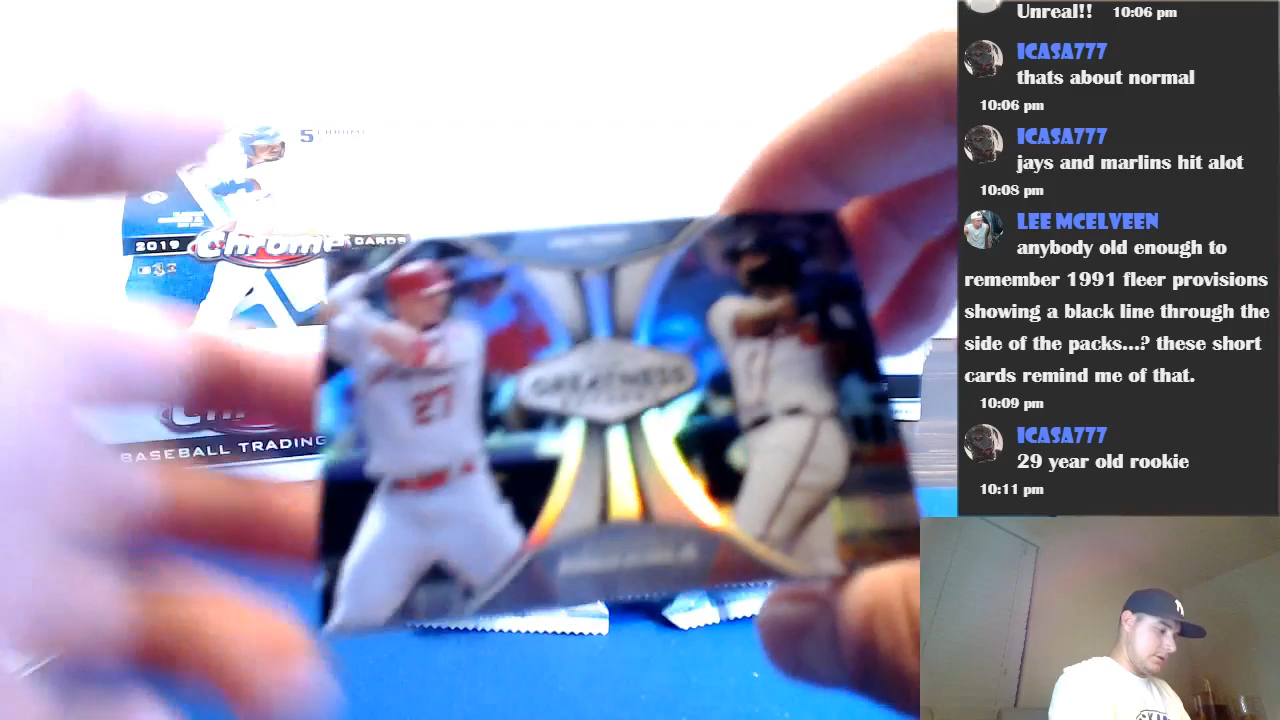 Unreal!! 10:06 pm
ICASA777
thats about normal
10:06 pm
ICASA777
jays and marlins hit alot
10:08 pm
LEE MCELVEEN
anybody old enough to
remember 1991 fleer provisions
showing a black line through the
side of the packs...? these short
cards remind me of that.
10:09 pm
ICASA777
29 year old rookie
10:11 pm
2019 Chrome CARDS
BASEBALL TRADING
GREATNESS
27